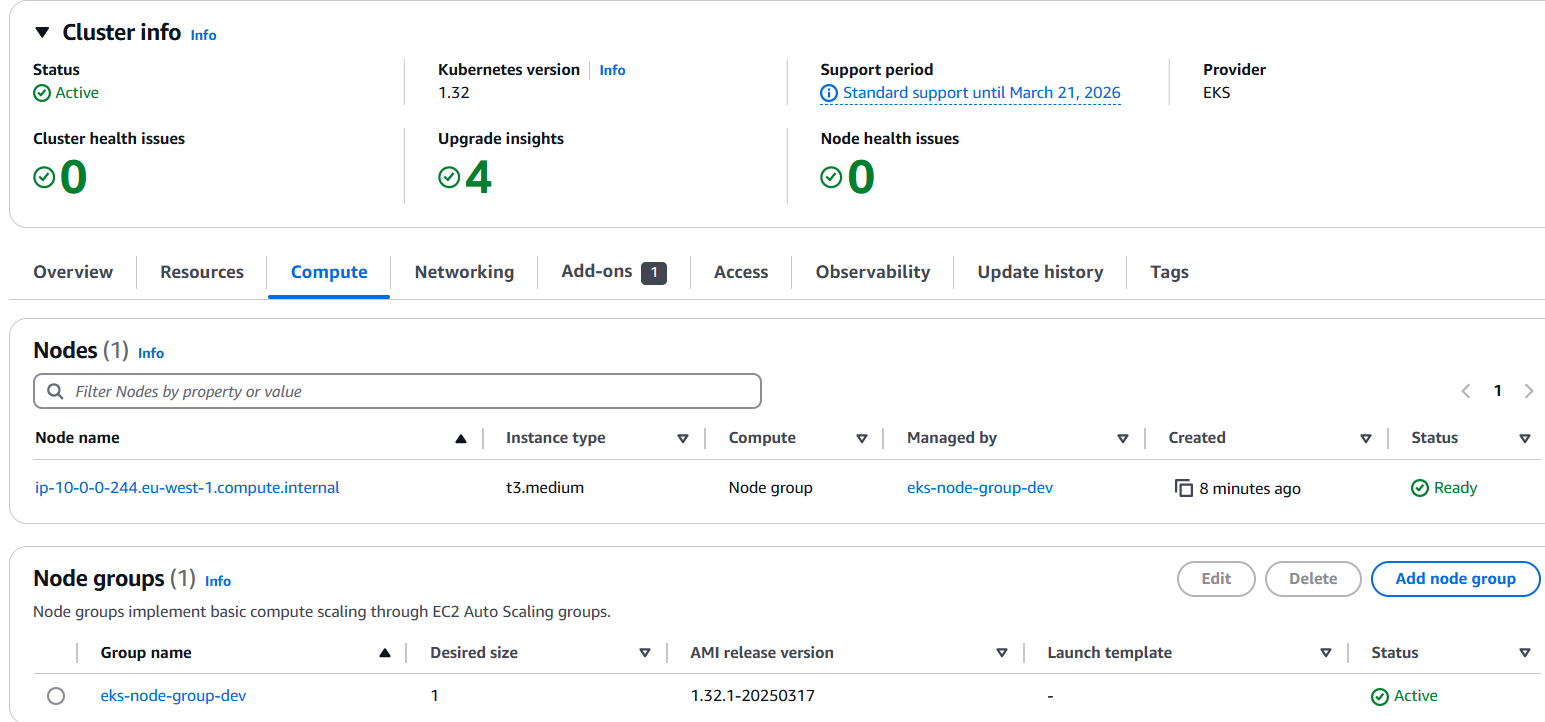 Cluster info Info
Status
Active
Kubernetes version Info
1.32
Support period
Standard support until March 21, 2026
Provider
EKS
Cluster health issues
0
Upgrade insights
4
Node health issues
0
Overview Resources Compute Networking Add-ons 1 Access Observability Update history Tags
Nodes (1) Info
Filter Nodes by property or value
1
Node name Instance type Compute Managed by Created Status
ip-10-0-0-244.eu-west-1.compute.internal t3.medium Node group eks-node-group-dev 8 minutes ago Ready
Node groups (1) Info
Edit Delete Add node group
Node groups implement basic compute scaling through EC2 Auto Scaling groups.
Group name Desired size AMI release version Launch template Status
eks-node-group-dev 1 1.32.1-20250317 - Active